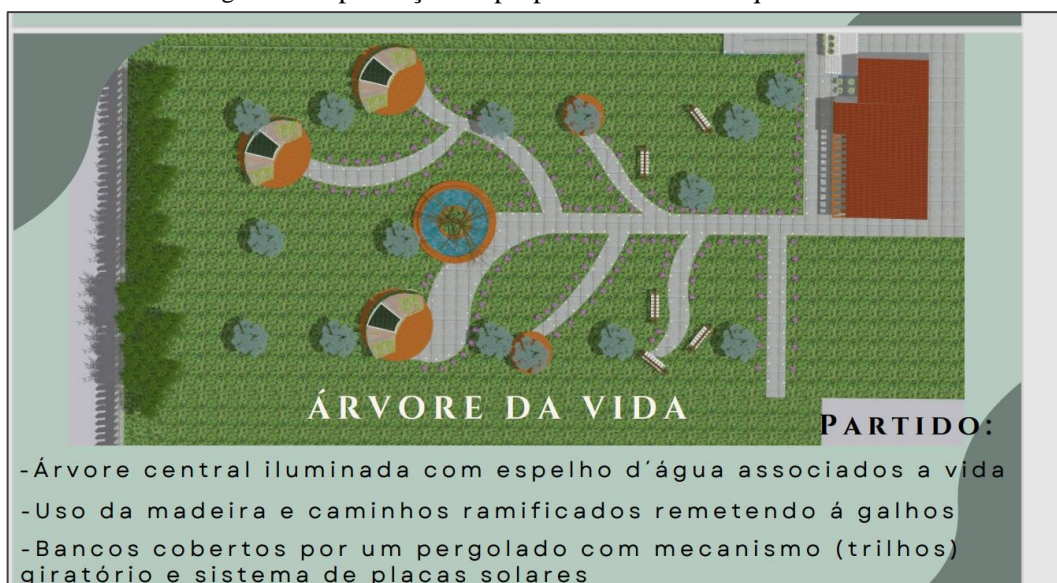 ÁRVORE DA VIDA
PARTIDO:
-Árvore central iluminada com espelho d´água associados a vida
-Uso da madeira e caminhos ramificados remetendo á galhos
-Bancos cobertos por um pergolado com mecanismo (trilhos)
giratório e sistema de placas solares